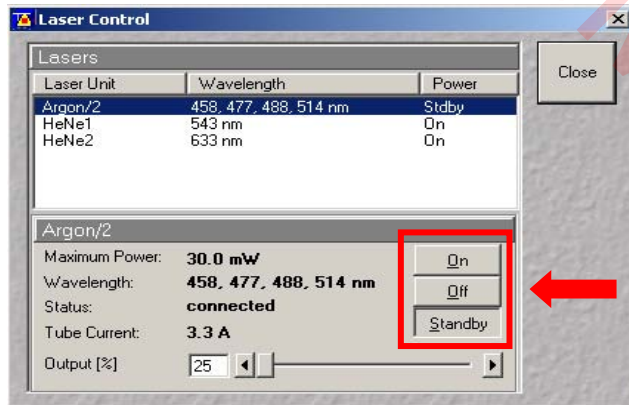 Laser Control
Lasers
Close
Laser Unit Wavelength Power
Argon/2 458, 477, 488, 514 nm Stdby
HeNe1 543 nm On
HeNe2 633 nm On
Argon/2
Maximum Power: 30.0 mW On
Wavelength: 458, 477, 488, 514 nm Off
Status: connected
Standby
Tube Current: 3.3 A
Output [%] 25